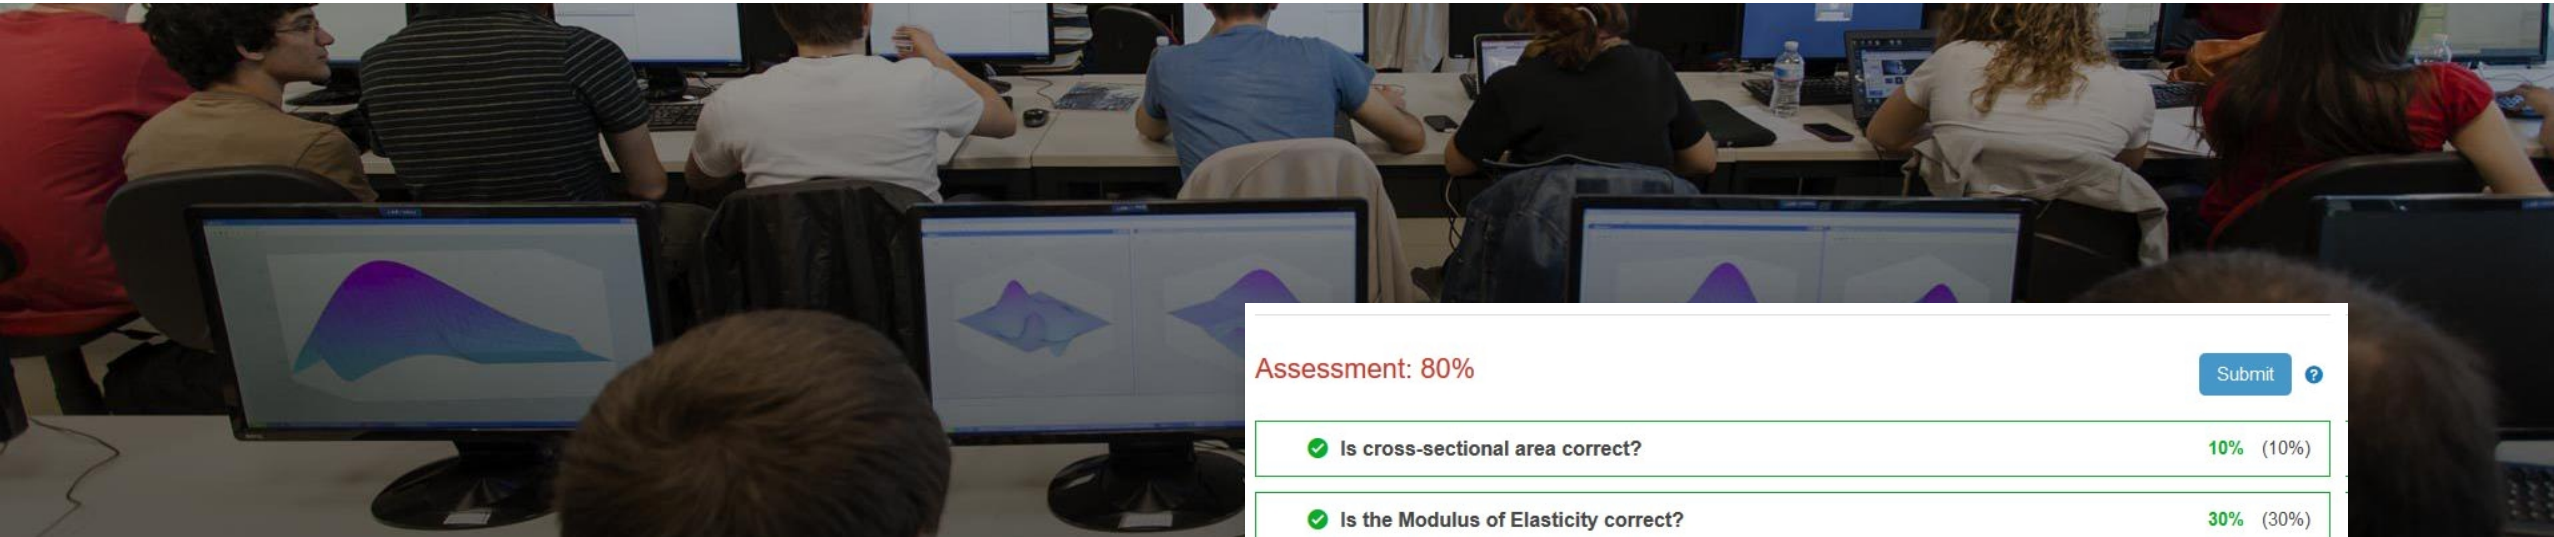 Assessment: 80%
Submit
Is cross-sectional area correct? 10% (10%)
Is the Modulus of Elasticity correct? 30% (30%)